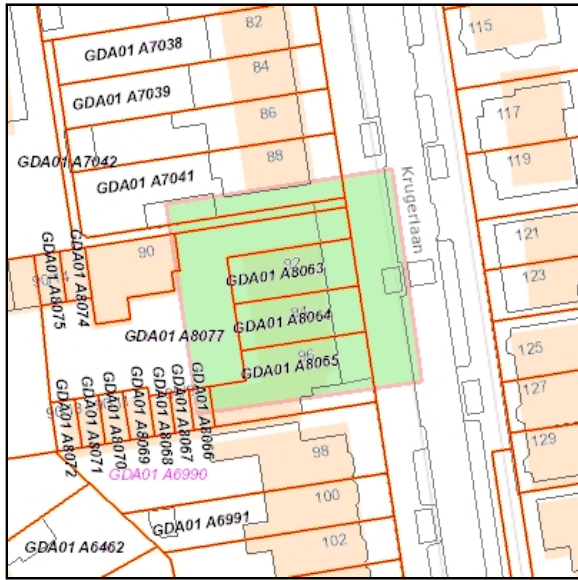 82
115
GDA01 A7038
84
GDA01 A7039
86
117
GDA01 A7042
88
119
GDA01 A7041
Krugerlaan
90
121
92
GDA01 A8063
123
GDA01 A8075
GDA01 A8074
94
GDA01 A8064
GDA01 A8077
125
96
GDA01 A8065
127
GDA01 A8072
GDA01 A8071
GDA01 A8070
GDA01 A8069
GDA01 A8068
GDA01 A8067
GDA01 A8066
129
98
GDA01 A6990
100
GDA01 A6991
102
GDA01 A6462